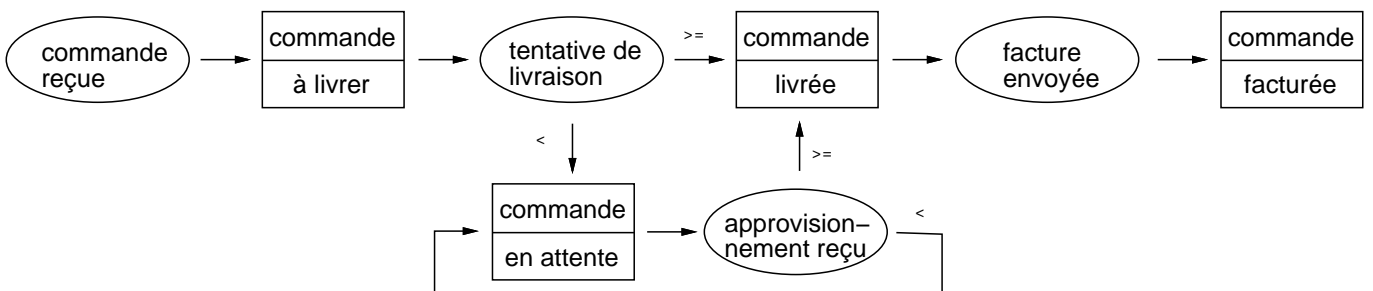 commande
reçue
commande
à livrer
tentative de
livraison
>=
commande
livrée
facture
envoyée
commande
facturée
<
>=
commande
en attente
approvision–
nement reçu
<